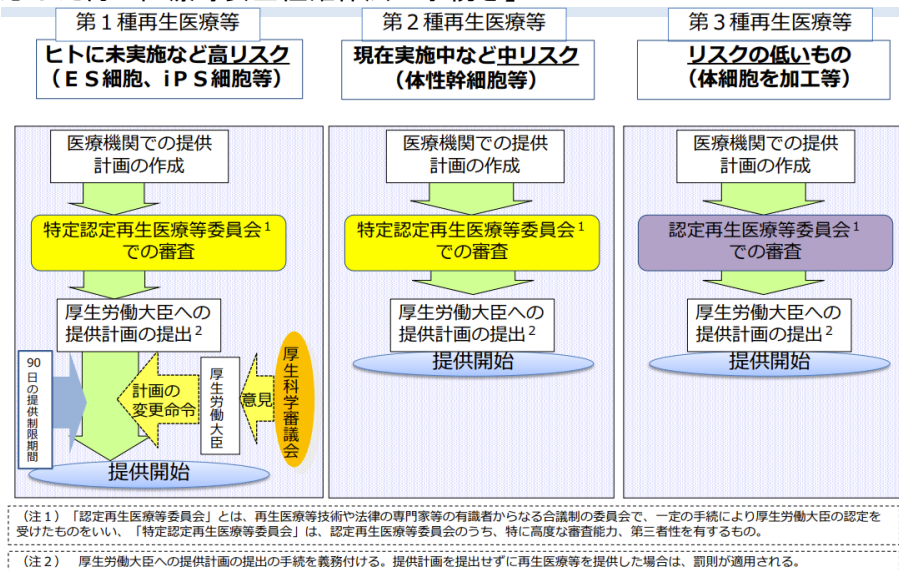 第１種再生医療等
ヒトに未実施など高リスク
（ＥＳ細胞、iＰＳ細胞等）
医療機関での提供
計画の作成
特定認定再生医療等委員会1
での審査
厚生労働大臣への
提供計画の提出2
90日の提供制限期間
計画の
変更命令
厚生労働大臣
意見
厚生科学審議会
提供開始
第２種再生医療等
現在実施中など中リスク
（体性幹細胞等）
医療機関での提供
計画の作成
特定認定再生医療等委員会1
での審査
厚生労働大臣への
提供計画の提出2
提供開始
第３種再生医療等
リスクの低いもの
（体細胞を加工等）
医療機関での提供
計画の作成
認定再生医療等委員会1
での審査
厚生労働大臣への
提供計画の提出2
提供開始
（注１）「認定再生医療等委員会」とは、再生医療等技術や法律の専門家等の有識者からなる合議制の委員会で、一定の手続により厚生労働大臣の認定を
受けたものをいい、「特定認定再生医療等委員会」は、認定再生医療等委員会のうち、特に高度な審査能力、第三者性を有するもの。
（注２） 厚生労働大臣への提供計画の提出の手続を義務付ける。提供計画を提出せずに再生医療等を提供した場合は、罰則が適用される。